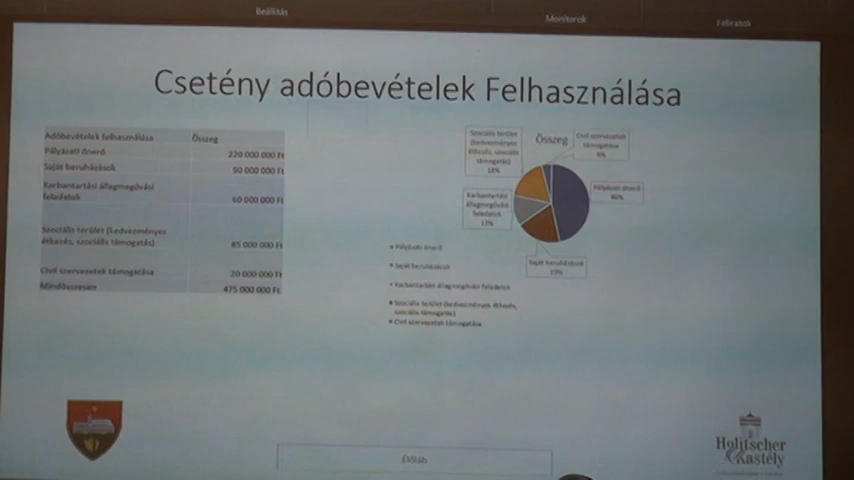 Beállítás
Monitorok
Feliratok
Csetény adóbevételek Felhasználása
Adóbevételek felhasználása Összeg
Pályázati önerő 220 000 000 Ft
Saját beruházások 90 000 000 Ft
Karbantartási állagmegóvási
feladatok 60 000 000 Ft
Szociális terület (kedvezményes
étkezés, szociális támogatás) 85 000 000 Ft
Civil szervezetek támogatása 20 000 000 Ft
Mindösszesen 475 000 000 Ft
Összeg
Szociális terület
(kedvezményes
étkezés, szociális
támogatás)
18%
Civil szervezetek
támogatása
4%
Karbantartási
állagmegóvási
feladatok
13%
Pályázati önerő
46%
Saját beruházások
19%
Pályázati önerő
Saját beruházások
Karbantartási állagmegóvási feladatok
Szociális terület (kedvezményes étkezés,
szociális támogatás)
Civil szervezetek támogatása
Élőláb
Holitscher
Kastély